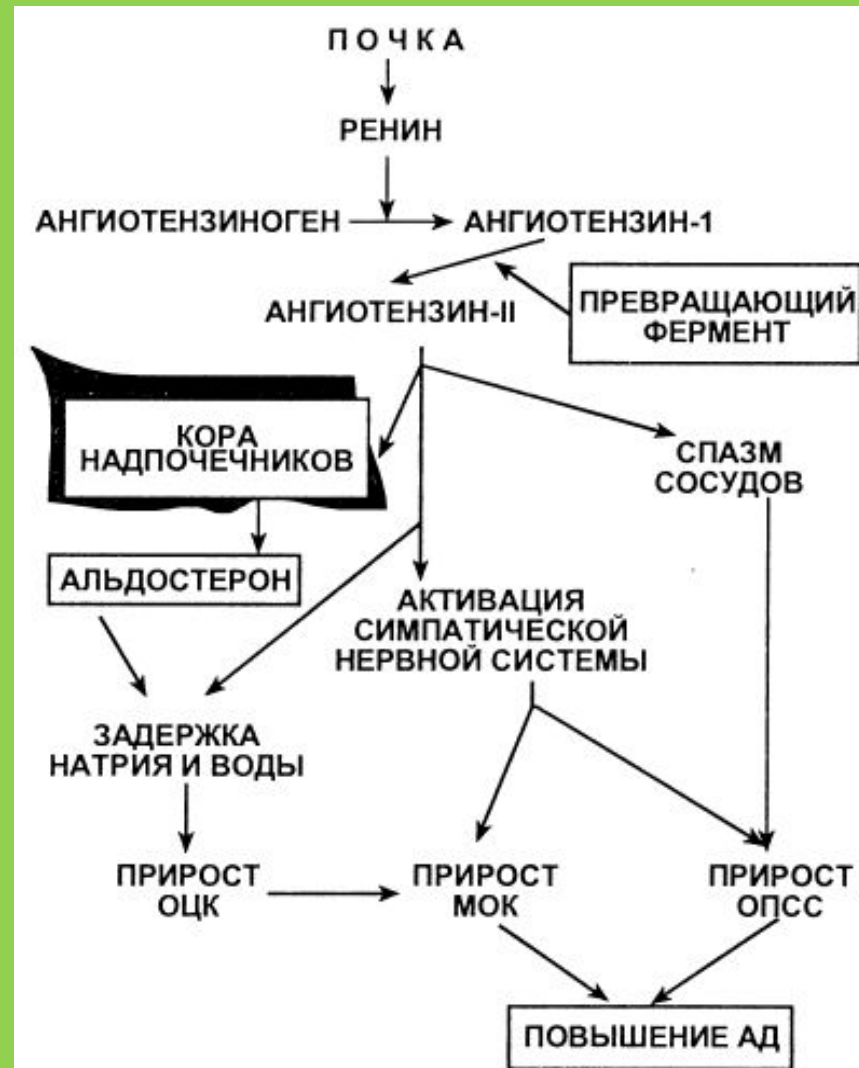 ПОЧКА
РЕНИН
АНГИОТЕНЗИНОГЕН
АНГИОТЕНЗИН-1
АНГИОТЕНЗИН-II
ПРЕВРАЩАЮЩИЙ
ФЕРМЕНТ
КОРА
НАДПОЧЕЧНИКОВ
СПАЗМ
СОСУДОВ
АЛЬДОСТЕРОН
АКТИВАЦИЯ
СИМПАТИЧЕСКОЙ
НЕРВНОЙ СИСТЕМЫ
ЗАДЕРЖКА
НАТРИЯ И ВОДЫ
ПРИРОСТ
ОЦК
ПРИРОСТ
МОК
ПРИРОСТ
ОПСС
ПОВЫШЕНИЕ АД